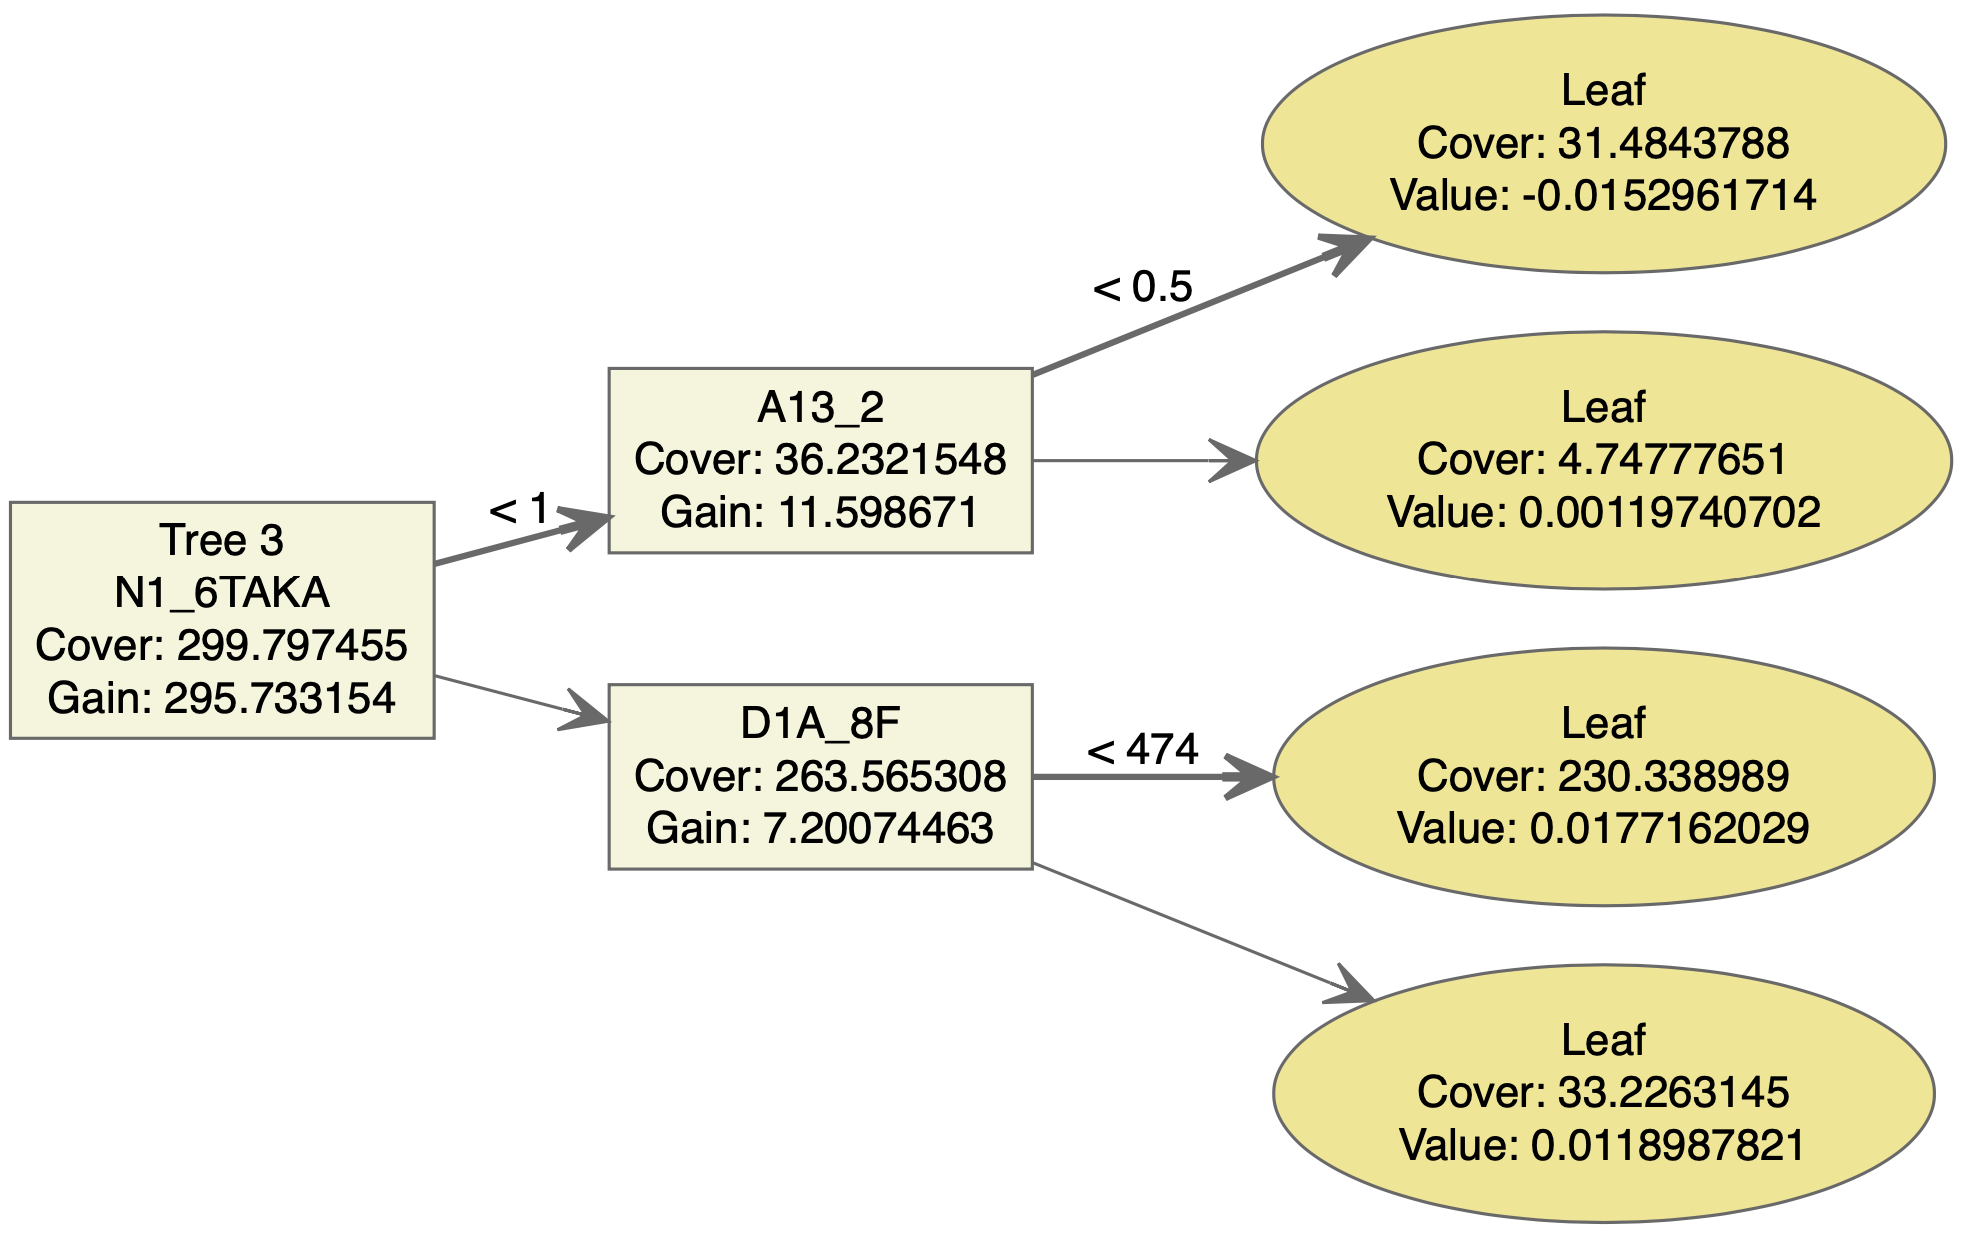 Tree 3
N1_6TAKA
Cover: 299.797455
Gain: 295.733154
< 1
A13_2
Cover: 36.2321548
Gain: 11.598671
< 0.5
D1A_8F
Cover: 263.565308
Gain: 7.20074463
< 474
Leaf
Cover: 31.4843788
Value: -0.0152961714
Leaf
Cover: 4.74777651
Value: 0.00119740702
Leaf
Cover: 230.338989
Value: 0.0177162029
Leaf
Cover: 33.2263145
Value: 0.0118987821